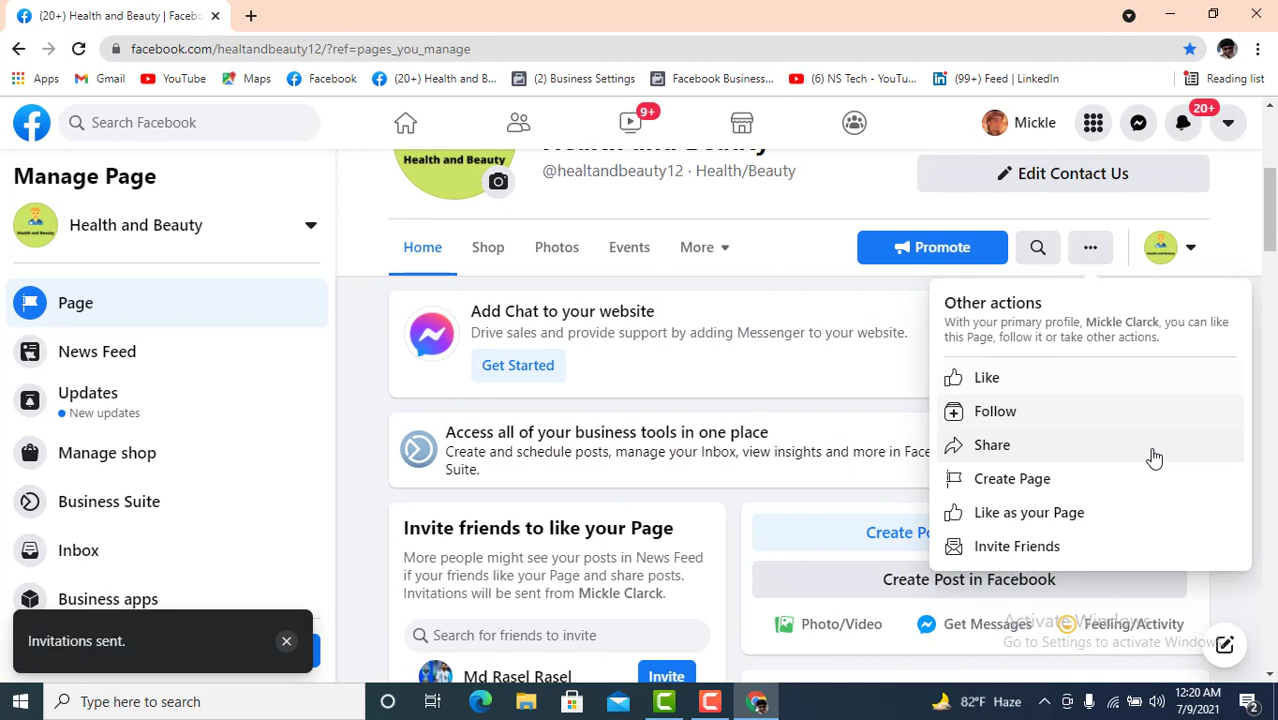 (20+) Health and Beauty | Facebc
facebook.com/healtandbeauty12/?ref=pages_you_manage
Apps
Gmail
YouTube
Maps
Facebook
(20+) Health and B...
(2) Business Settings
Facebook Business...
(6) NS Tech - YouTu...
(99+) Feed | LinkedIn
Reading list
Search Facebook
9+
Mickle
20+
Manage Page
Health and Beauty
Health and Beauty
@healtandbeauty12 · Health/Beauty
Edit Contact Us
Health and Beauty
Home
Shop
Photos
Events
More
Promote
Page
News Feed
Updates
New updates
Manage shop
Business Suite
Inbox
Business apps
Invitations sent.
Add Chat to your website
Drive sales and provide support by adding Messenger to your website.
Get Started
Access all of your business tools in one place
Create and schedule posts, manage your Inbox, view insights and more in Face
Suite.
Invite friends to like your Page
More people might see your posts in News Feed
if your friends like your Page and share posts.
Invitations will be sent from Mickle Clarck.
Search for friends to invite
Md Rasel Rasel
Invite
Other actions
With your primary profile, Mickle Clarck, you can like
this Page, follow it or take other actions.
Like
Follow
Share
Create Page
Like as your Page
Invite Friends
Create Po
Create Post in Facebook
Photo/Video
Get Messages
Feeling/Activity
Activate Windows
Go to Settings to activate Windows
Type here to search
82°F Haze
12:20 AM
7/9/2021
2